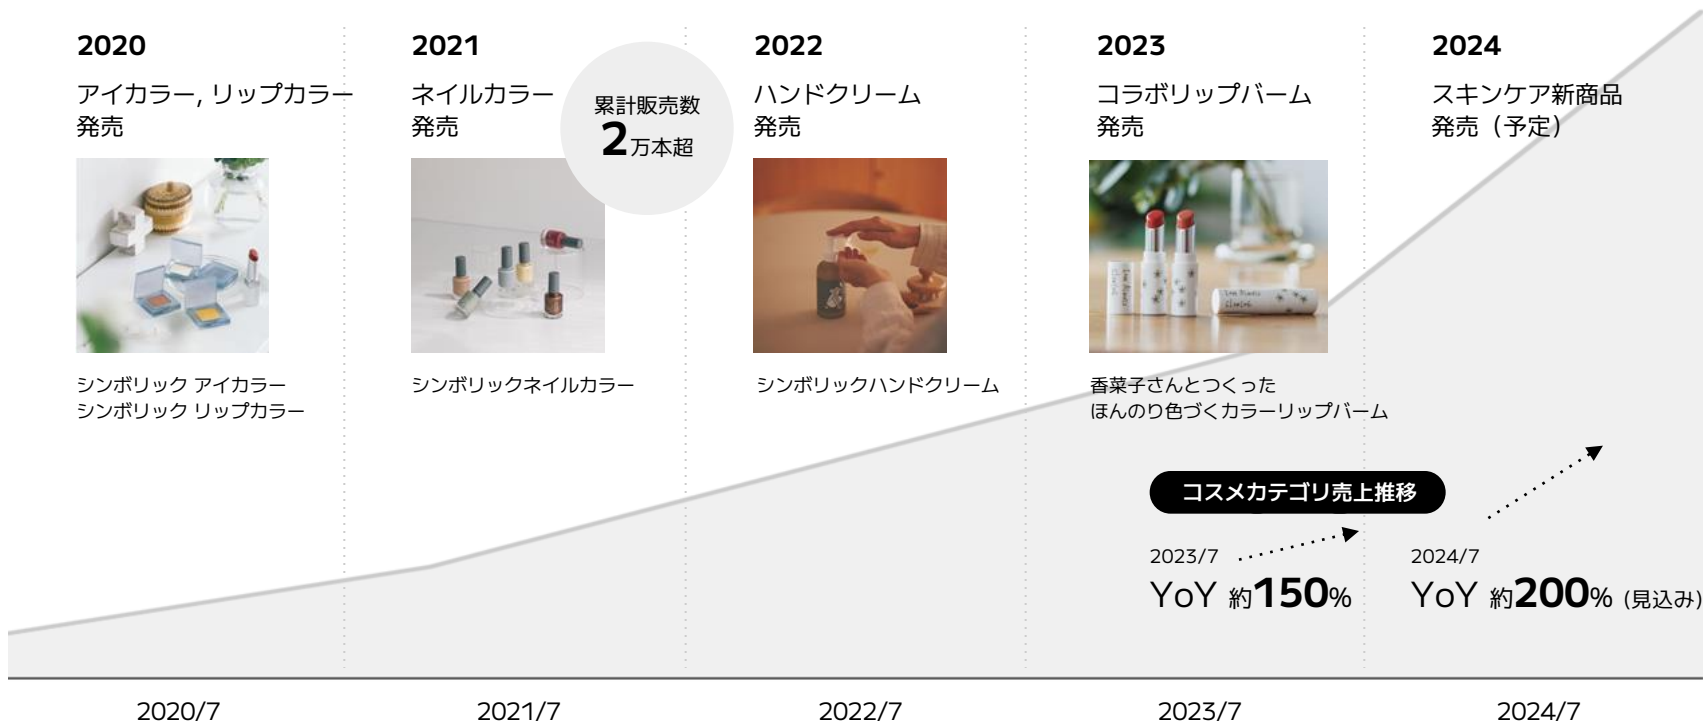 2020
アイカラー, リップカラー
発売
シンボリック アイカラー
シンボリック リップカラー
2021
ネイルカラー
発売
累計販売数
2万本超
シンボリックネイルカラー
2022
ハンドクリーム
発売
シンボリックハンドクリーム
2023
コラボリップバーム
発売
香菜子さんとつくった
ほんのり色づくカラーリップバーム
2024
スキンケア新商品
発売（予定）
コスメカテゴリ売上推移
2023/7
YoY 約150%
2024/7
YoY 約200% (見込み)
2020/7
2021/7
2022/7
2023/7
2024/7